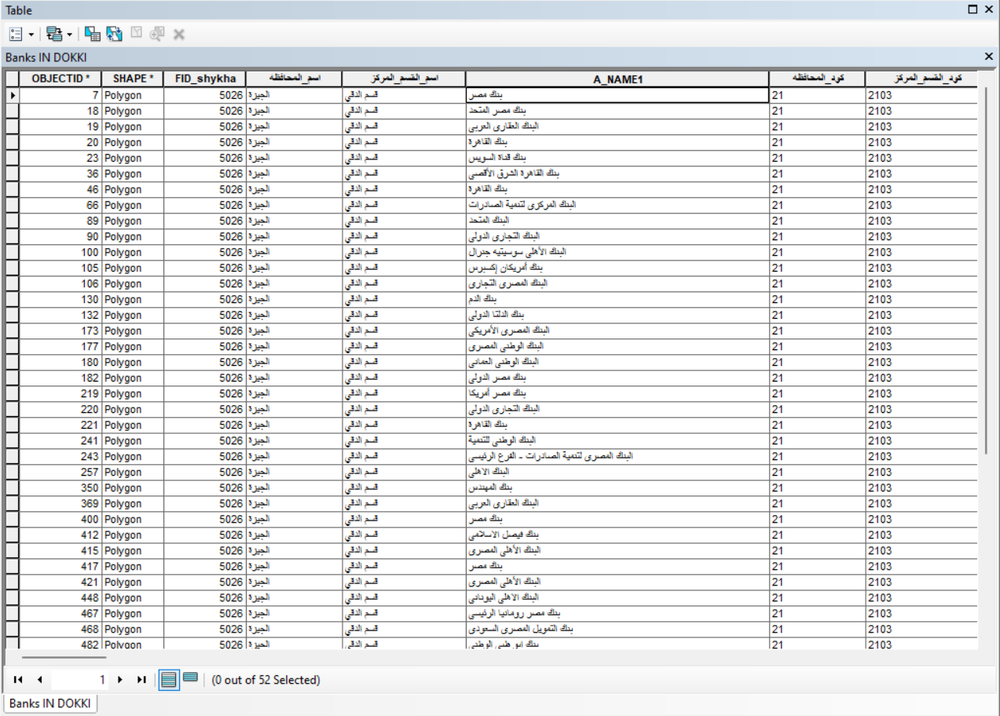 Table
Banks IN DOKKI
OBJECTID * SHAPE * FID_shykha اسم_المحافظه اسم_القسم_المركز A_NAME1 كود_المحافظه كود_القسم_المركز
7 Polygon 5026 الجيزة قسم الدقي بنك مصر 21 2103
18 Polygon 5026 الجيزة قسم الدقي بنك مصر المتحد 21 2103
19 Polygon 5026 الجيزة قسم الدقي البنك العقارى العربى 21 2103
20 Polygon 5026 الجيزة قسم الدقي بنك القاهرة 21 2103
23 Polygon 5026 الجيزة قسم الدقي بنك قناة السويس 21 2103
36 Polygon 5026 الجيزة قسم الدقي بنك القاهرة الشرق الأقصى 21 2103
46 Polygon 5026 الجيزة قسم الدقي بنك القاهرة 21 2103
66 Polygon 5026 الجيزة قسم الدقي البنك المركزى لتنمية الصادرات 21 2103
89 Polygon 5026 الجيزة قسم الدقي البنك المتحد 21 2103
90 Polygon 5026 الجيزة قسم الدقي البنك التجارى الدولى 21 2103
100 Polygon 5026 الجيزة قسم الدقي البنك الأهلى سوسيتيه جنرال 21 2103
105 Polygon 5026 الجيزة قسم الدقي بنك أمريكان إكسبرس 21 2103
106 Polygon 5026 الجيزة قسم الدقي البنك المصرى التجارى 21 2103
130 Polygon 5026 الجيزة قسم الدقي بنك الدم 21 2103
132 Polygon 5026 الجيزة قسم الدقي بنك الدلتا الدولى 21 2103
173 Polygon 5026 الجيزة قسم الدقي البنك المصرى الأمريكى 21 2103
177 Polygon 5026 الجيزة قسم الدقي البنك الوطنى المصرى 21 2103
180 Polygon 5026 الجيزة قسم الدقي البنك الوطنى العمانى 21 2103
182 Polygon 5026 الجيزة قسم الدقي بنك مصر الدولى 21 2103
219 Polygon 5026 الجيزة قسم الدقي بنك مصر أمريكا 21 2103
220 Polygon 5026 الجيزة قسم الدقي البنك التجارى الدولى 21 2103
221 Polygon 5026 الجيزة قسم الدقي بنك القاهرة 21 2103
241 Polygon 5026 الجيزة قسم الدقي البنك الوطنى للتنمية 21 2103
243 Polygon 5026 الجيزة قسم الدقي البنك المصرى لتنمية الصادرات - الفرع الرئيسى 21 2103
257 Polygon 5026 الجيزة قسم الدقي البنك الاهلى 21 2103
350 Polygon 5026 الجيزة قسم الدقي بنك المهندس 21 2103
369 Polygon 5026 الجيزة قسم الدقي البنك العقارى العربى 21 2103
400 Polygon 5026 الجيزة قسم الدقي بنك مصر 21 2103
412 Polygon 5026 الجيزة قسم الدقي بنك فيصل الاسلامى 21 2103
415 Polygon 5026 الجيزة قسم الدقي البنك الأهلى المصرى 21 2103
417 Polygon 5026 الجيزة قسم الدقي بنك مصر 21 2103
421 Polygon 5026 الجيزة قسم الدقي البنك الأهلى المصرى 21 2103
448 Polygon 5026 الجيزة قسم الدقي البنك الاهلى اليونانى 21 2103
467 Polygon 5026 الجيزة قسم الدقي بنك مصر رومانيا الرئيسى 21 2103
468 Polygon 5026 الجيزة قسم الدقي بنك التمويل المصرى السعودى 21 2103
482 Polygon 5026 الجيزة قسم الدقي بنك ابو ظبى الوطنى 21 2103
1 (0 out of 52 Selected)
Banks IN DOKKI